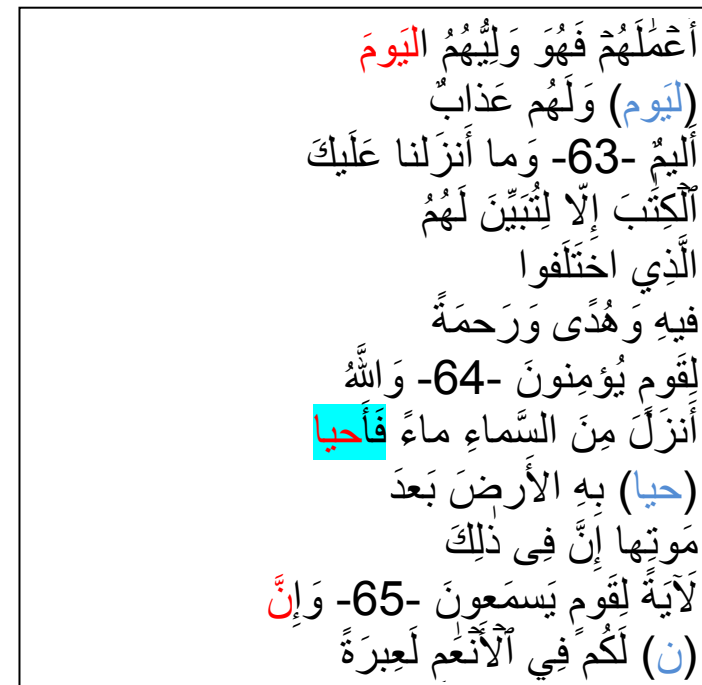 أَعۡمَٰلَهُمۡ فَهُوَ وَلِيُّهُمُ اليَومَ
(ليَوم) وَلَهُم عَذابٌ
أَليمٌ -63- وَما أَنزَلنا عَلَيكَ
ٱلۡكِتَٰبَ إِلّا لِتُبَيِّنَ لَهُمُ
الَّذِي اختَلَفوا
فيهِ وَهُدًى وَرَحمَةً
لِقَومٍ يُؤمِنونَ -64- وَاللَّهُ
أَنزَلَ مِنَ السَّماءِ ماءً فَأَحيا
(حيا) بِهِ الأَرضَ بَعدَ
مَوتِها إِنَّ فِى ذٰلِكَ
لَآيَةً لِقَومٍ يَسمَعونَ -65- وَإِنَّ
(ن) لَكُم فِي ٱلۡأَنۡعَٰمِ لَعِبرَةً